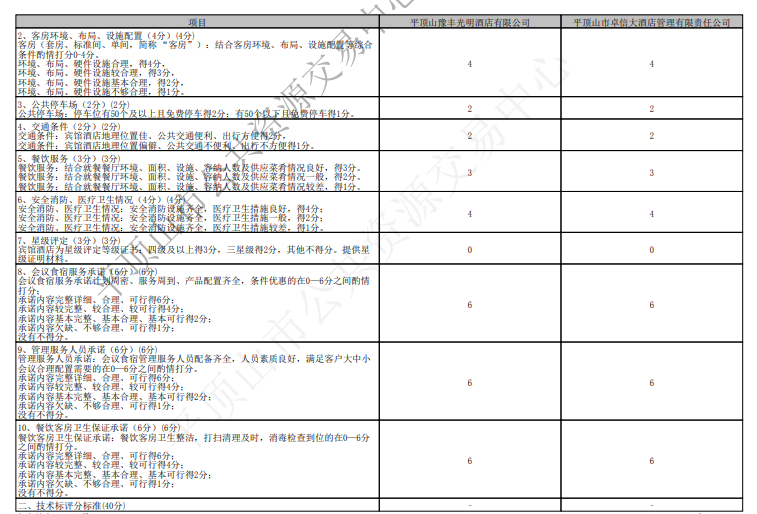 项目 平顶山豫丰光明酒店有限公司 平顶山市卓信大酒店管理有限责任公司
2、客房环境、布局、设施配置（4分）(4分)
客房（套房、标准间、单间，简称“客房”）：结合客房环境、布局、设施配置等综合
条件酌情打分0-4分。
环境、布局、硬件设施合理，得4分，
环境、布局、硬件设施较合理，得3分，
环境、布局、硬件设施基本合理，得2分，
环境、布局、硬件设施不够合理，得1分。
4 4
3、公共停车场（2分）(2分)
公共停车场：停车位有50个及以上且免费停车得2分；有50个以下且免费停车得1分。
2 2
4、交通条件（2分）(2分)
交通条件：宾馆酒店地理位置佳、公共交通便利、出行方便得2分，
交通条件：宾馆酒店地理位置偏僻、公共交通不便利、出行不方便得1分。
2 2
5、餐饮服务（3分）(3分)
餐饮服务：结合就餐餐厅环境、面积、设施、容纳人数及供应菜肴情况良好，得3分。
餐饮服务：结合就餐餐厅环境、面积、设施、容纳人数及供应菜肴情况一般，得2分。
餐饮服务：结合就餐餐厅环境、面积、设施、容纳人数及供应菜肴情况较差，得1分。
3 3
6、安全消防、医疗卫生情况（4分）(4分)
安全消防、医疗卫生情况：安全消防设施齐全，医疗卫生措施良好，得4分；
安全消防、医疗卫生情况：安全消防设施齐全，医疗卫生措施一般，得2分；
安全消防、医疗卫生情况：安全消防设施齐全，医疗卫生措施较差，得1分。
4 4
7、星级评定（3分）(3分)
宾馆酒店为星级评定等级证书：四级及以上得3分，三星级得2分，其他不得分。提供星
级证明材料。
0 0
8、会议食宿服务承诺（6分）(6分)
会议食宿服务承诺计划周密、服务周到、产品配置齐全，条件优惠的在0—6分之间酌情
打分；
承诺内容完整详细、合理、可行得6分；
承诺内容较完整、较合理、较可行得4分；
承诺内容基本完整、基本合理、基本可行得2分；
承诺内容欠缺、不够合理、可行得1分；
没有不得分。
6 6
9、管理服务人员承诺（6分）(6分)
管理服务人员承诺：会议食宿管理服务人员配备齐全，人员素质良好，满足客户大中小
会议合理配置需要的在0—6分之间酌情打分。
承诺内容完整详细、合理、可行得6分；
承诺内容较完整、较合理、较可行得4分；
承诺内容基本完整、基本合理、基本可行得2分；
承诺内容欠缺、不够合理、可行得1分；
没有不得分。
6 6
10、餐饮客房卫生保证承诺（6分）(6分)
餐饮客房卫生保证承诺：餐饮客房卫生整洁，打扫清理及时，消毒检查到位的在0—6分
之间酌情打分。
承诺内容完整详细、合理、可行得6分；
承诺内容较完整、较合理、较可行得4分；
承诺内容基本完整、基本合理、基本可行得2分；
承诺内容欠缺、不够合理、可行得1分；
没有不得分。
6 6
二、技术标评分标准(40分) - -
平顶山市公共资源交易中心
平顶山市公共资源交易中心